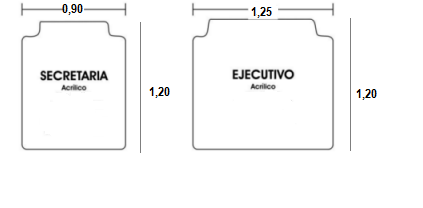 0,90
1,25
SECRETARIA
Acrílico
1,20
EJECUTIVO
Acrílico
1,20